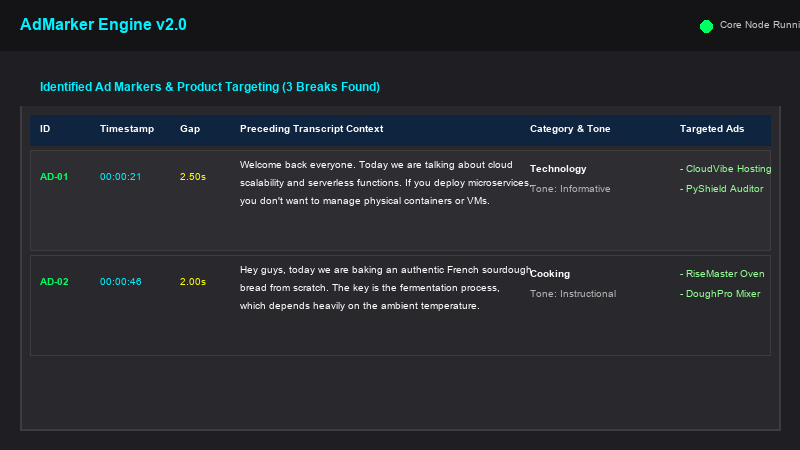 AdMarker Engine v2.0
Core Node Runni
Identified Ad Markers & Product Targeting (3 Breaks Found)
ID Timestamp Gap Preceding Transcript Context Category & Tone Targeted Ads
AD-01 00:00:21 2.50s
Welcome back everyone. Today we are talking about cloud
scalability and serverless functions. If you deploy microservices,
you don't want to manage physical containers or VMs.
Technology
Tone: Informative
- CloudVibe Hosting
- PyShield Auditor
AD-02 00:00:46 2.00s
Hey guys, today we are baking an authentic French sourdough
bread from scratch. The key is the fermentation process,
which depends heavily on the ambient temperature.
Cooking
Tone: Instructional
- RiseMaster Oven
- DoughPro Mixer